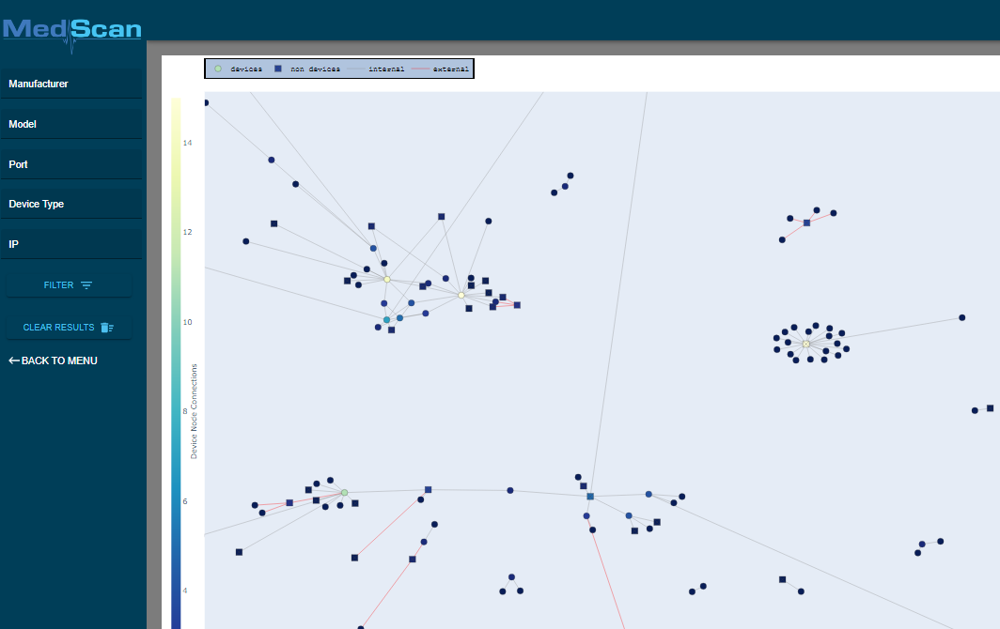 MedScan
devices non devices internal external
Manufacturer
Model
Port
Device Type
IP
FILTER
CLEAR RESULTS
BACK TO MENU
14
12
10
8
6
4
Device Node Connections